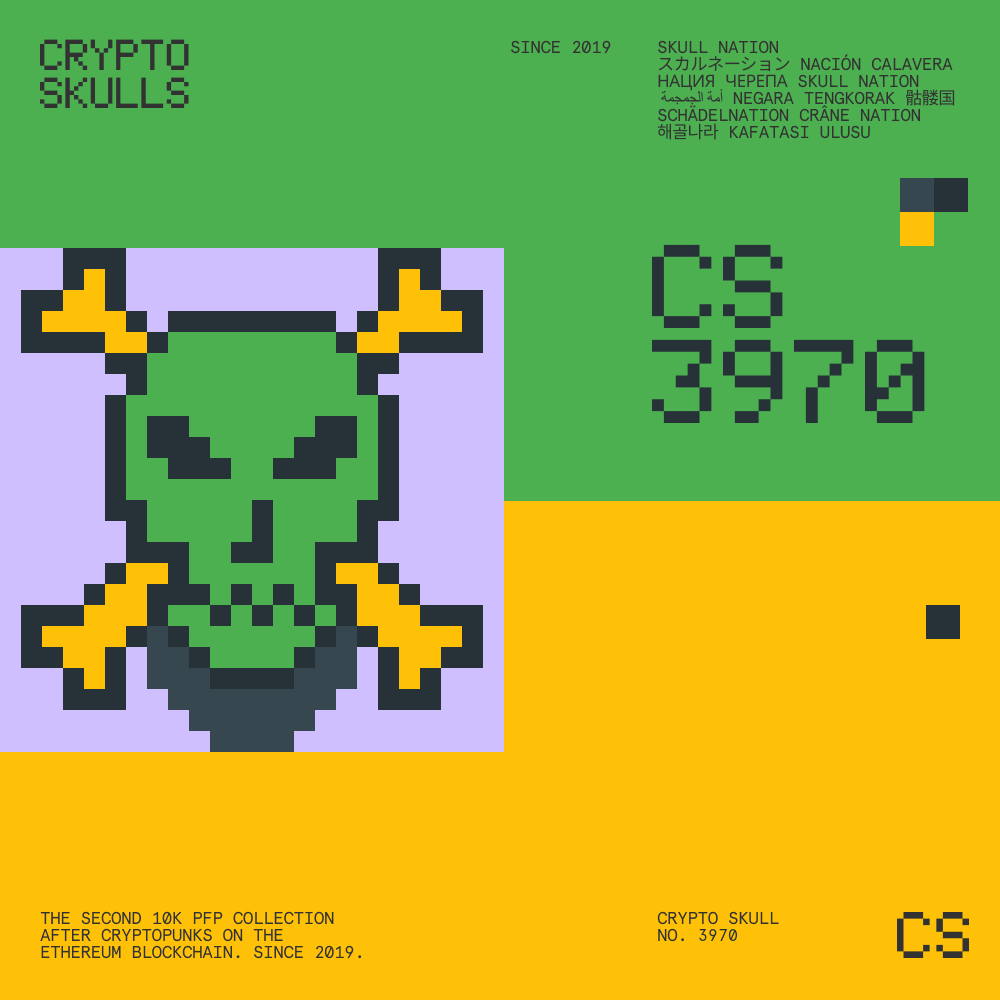 CRYPTO
SKULLS
SINCE 2019
SKULL NATION
スカルネーション NACIÓN CALAVERA
НАЦИЯ ЧЕРЕПА SKULL NATION
أمة الجمجمة NEGARA TENGKORAK 骷髅国
SCHÄDELNATION CRÂNE NATION
해골나라 KAFATASI ULUSU
CS
3970
THE SECOND 10K PFP COLLECTION
AFTER CRYPTOPUNKS ON THE
ETHEREUM BLOCKCHAIN. SINCE 2019.
CRYPTO SKULL
NO. 3970
CS